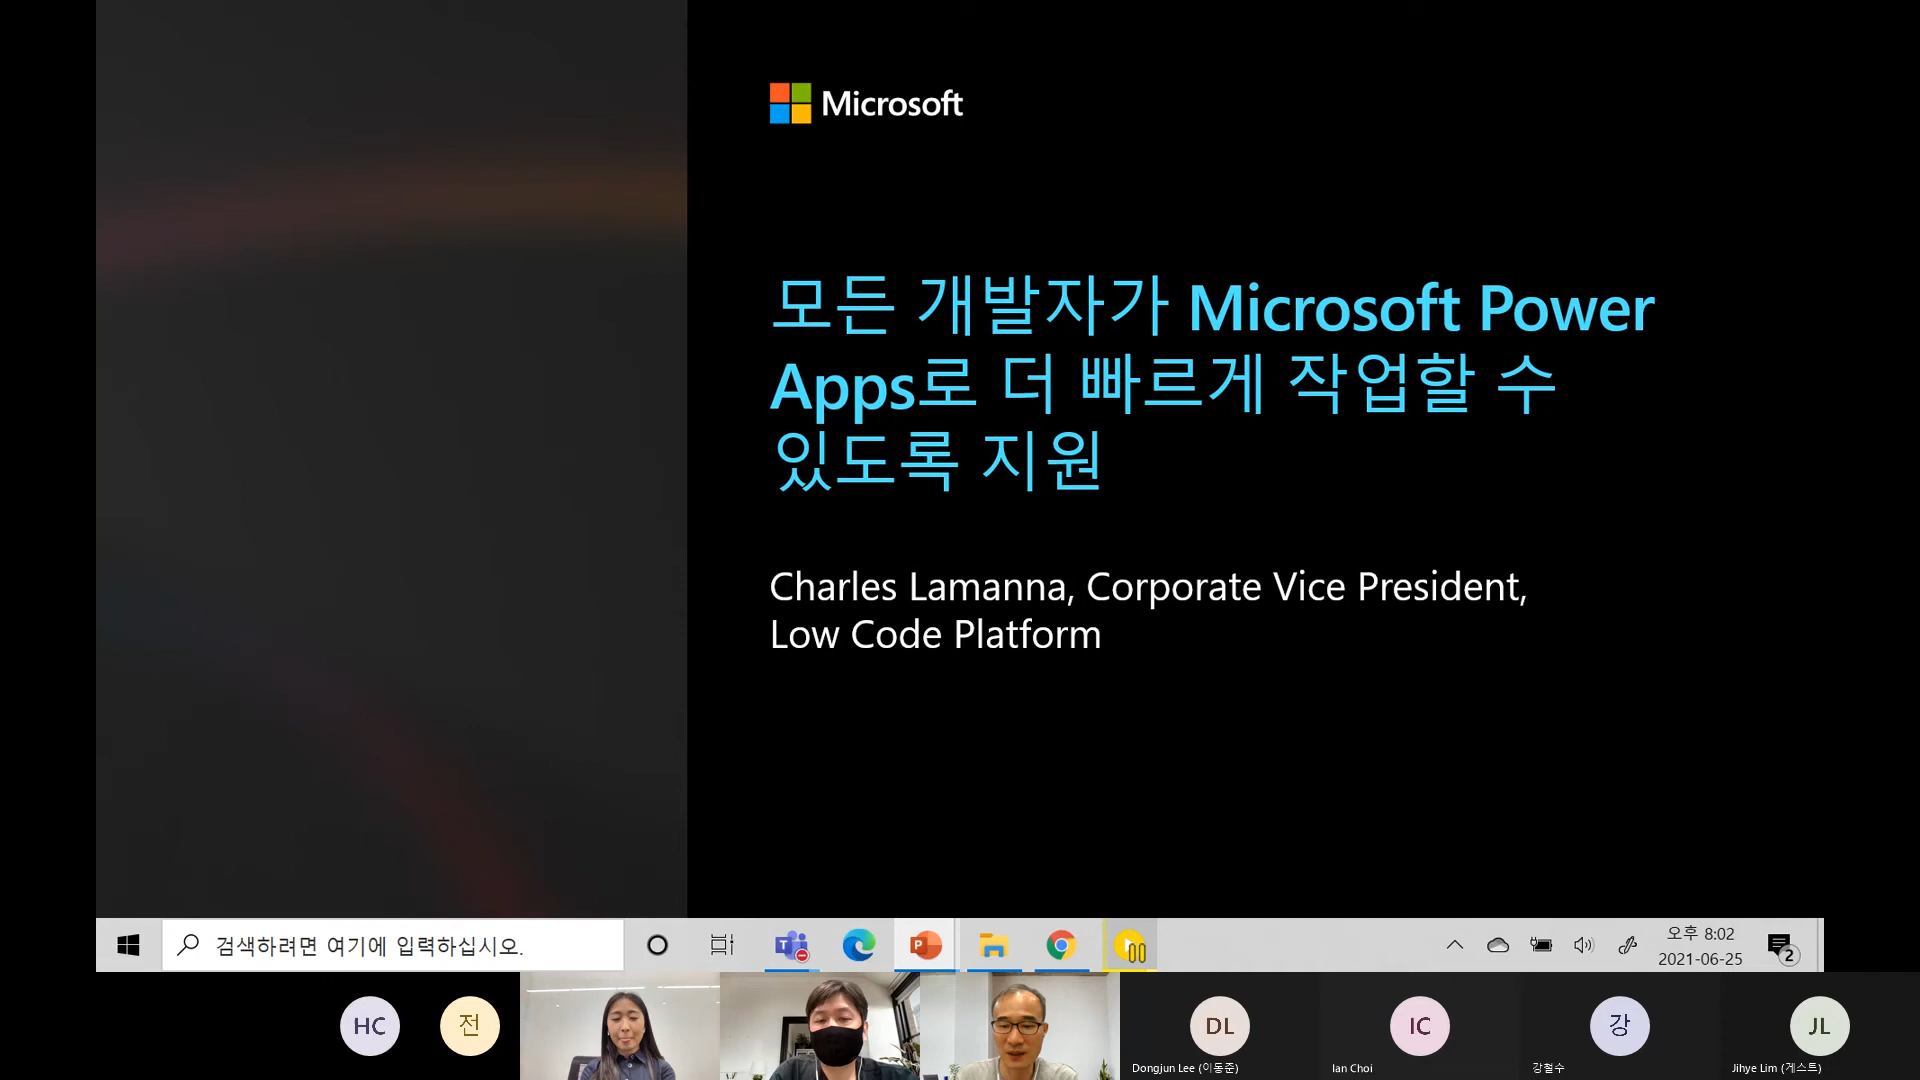 Microsoft
모든 개발자가 Microsoft Power
Apps로 더 빠르게 작업할 수
있도록 지원
Charles Lamanna, Corporate Vice President,
Low Code Platform
검색하려면 여기에 입력하십시오.
오후 8:02
2021-06-25
2
HC
전
DL
IC
강
JL
Dongjun Lee (이동준)
Ian Choi
강철수
Jihye Lim (게스트)